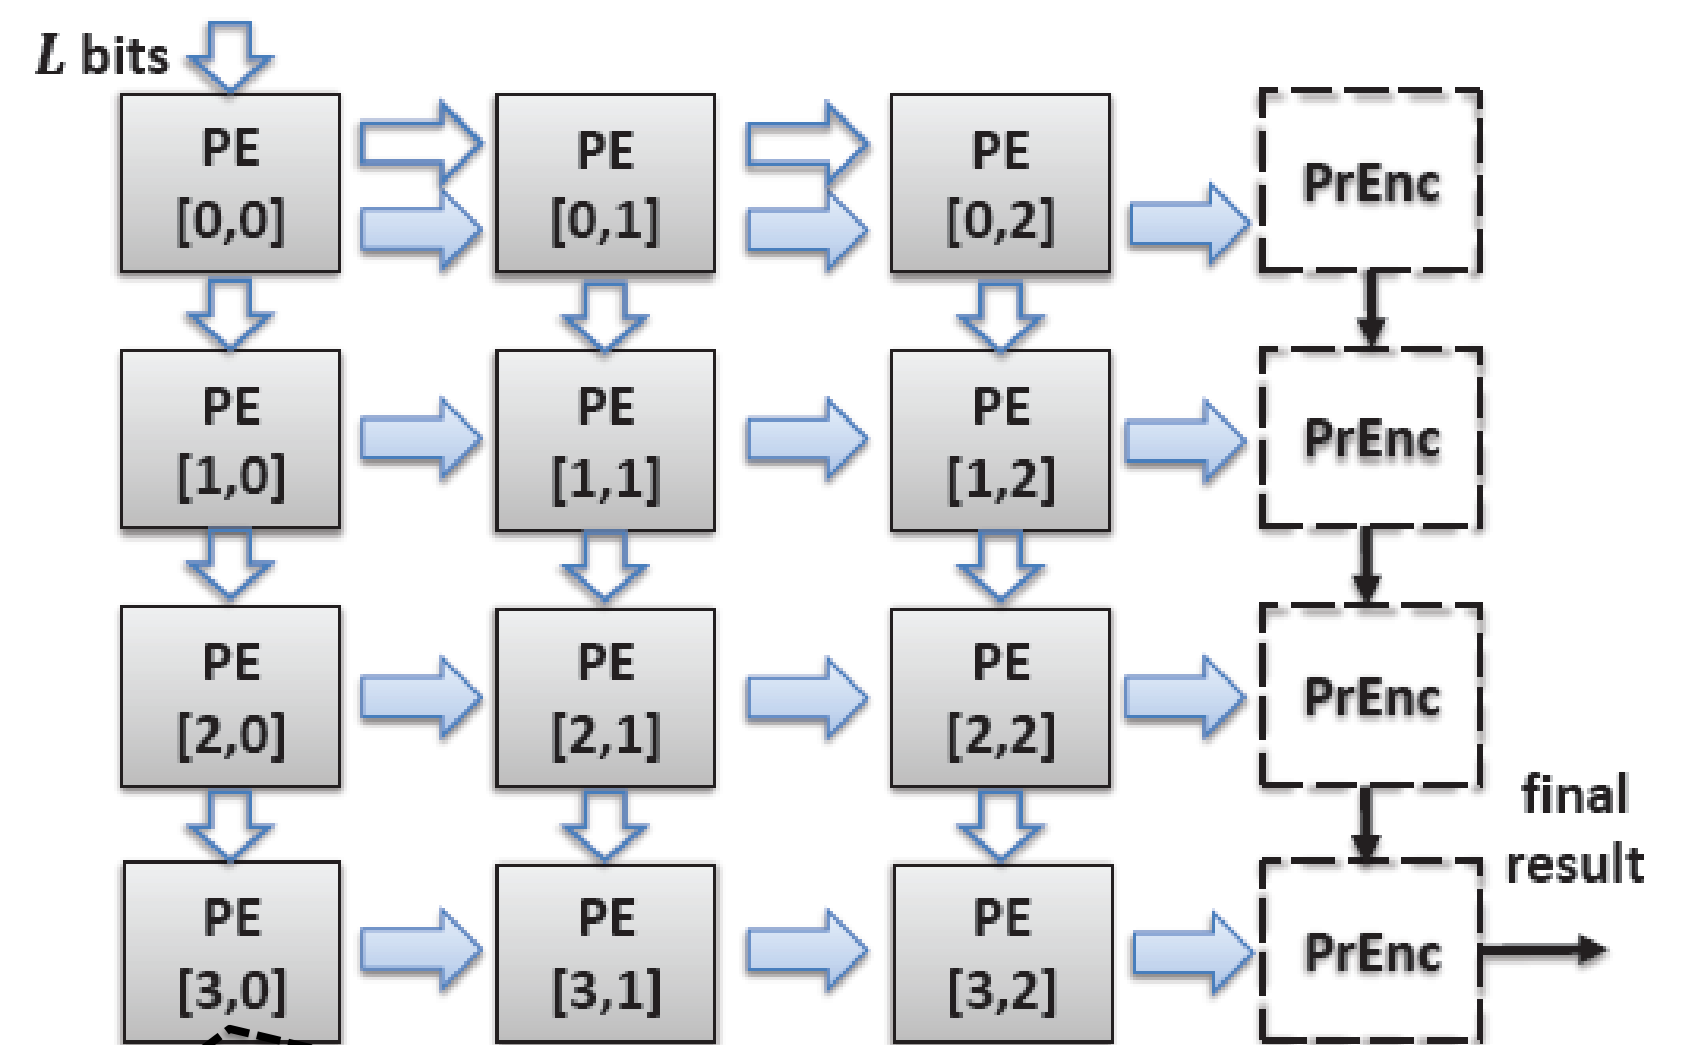 L bits
PE
[0,0]
PE
[0,1]
PE
[0,2]
PrEnc
PE
[1,0]
PE
[1,1]
PE
[1,2]
PrEnc
PE
[2,0]
PE
[2,1]
PE
[2,2]
PrEnc
final
result
PE
[3,0]
PE
[3,1]
PE
[3,2]
PrEnc